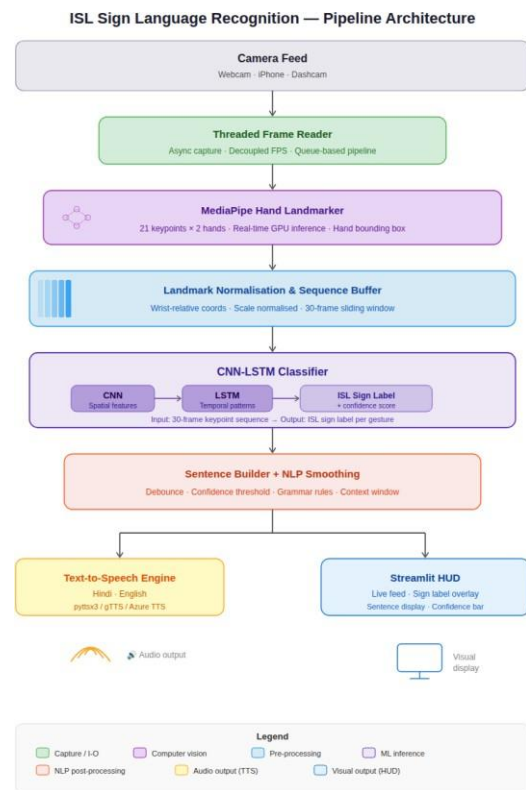 ISL Sign Language Recognition — Pipeline Architecture
Camera Feed
Webcam · iPhone · Dashcam
Threaded Frame Reader
Async capture · Decoupled FPS · Queue-based pipeline
MediaPipe Hand Landmarker
21 keypoints × 2 hands · Real-time GPU inference · Hand bounding box
Landmark Normalisation & Sequence Buffer
Wrist-relative coords · Scale normalised · 30-frame sliding window
CNN-LSTM Classifier
CNN
Spatial features
LSTM
Temporal patterns
ISL Sign Label
+ confidence score
Input: 30-frame keypoint sequence → Output: ISL sign label per gesture
Sentence Builder + NLP Smoothing
Debounce · Confidence threshold · Grammar rules · Context window
Text-to-Speech Engine
Hindi · English
pyttsx3 / gTTS / Azure TTS
Streamlit HUD
Live feed · Sign label overlay
Sentence display · Confidence bar
🔊 Audio output
Visual
display
Legend
Capture / I-O
Computer vision
Pre-processing
ML inference
NLP post-processing
Audio output (TTS)
Visual output (HUD)